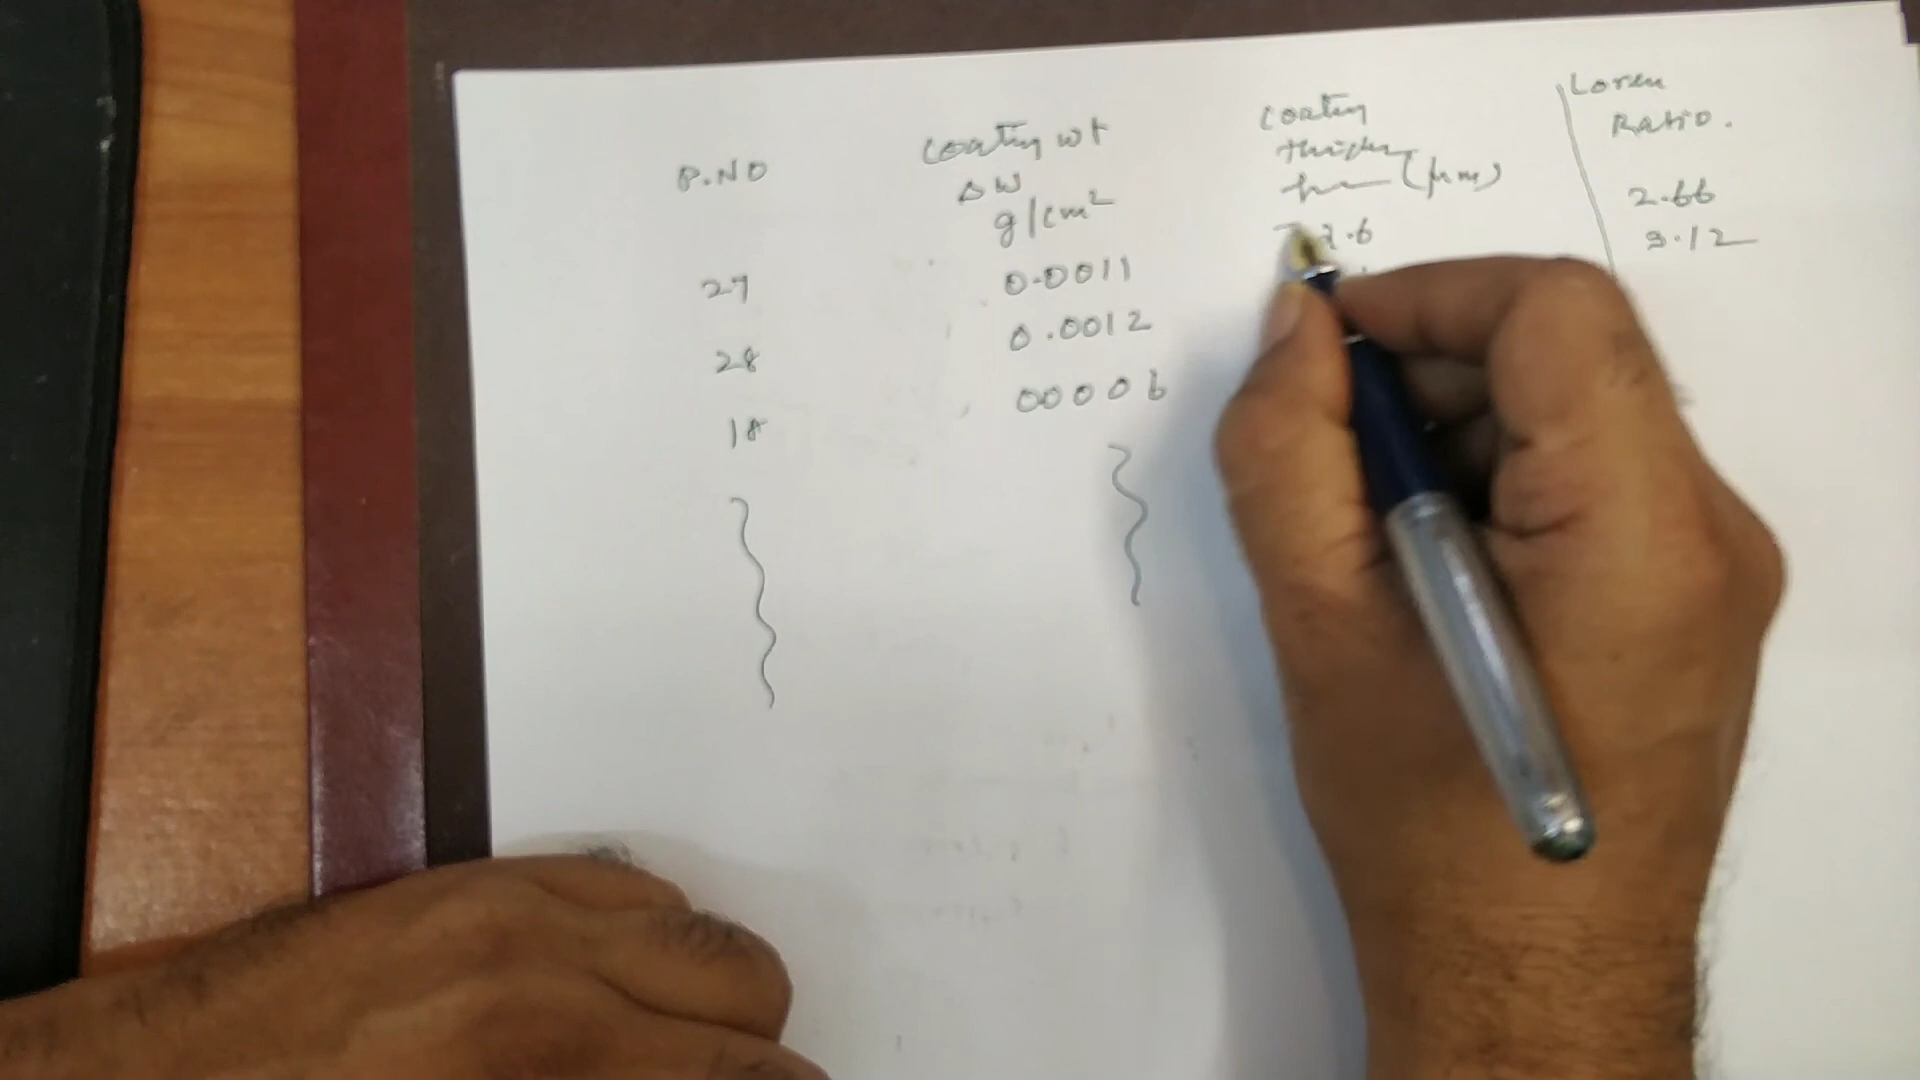 P.NO
Coating wt
ΔW
g/cm²
Coating
(μm)
Loren
Ratio.
27
0.0011
2.66
28
0.0012
3.12
18
00006